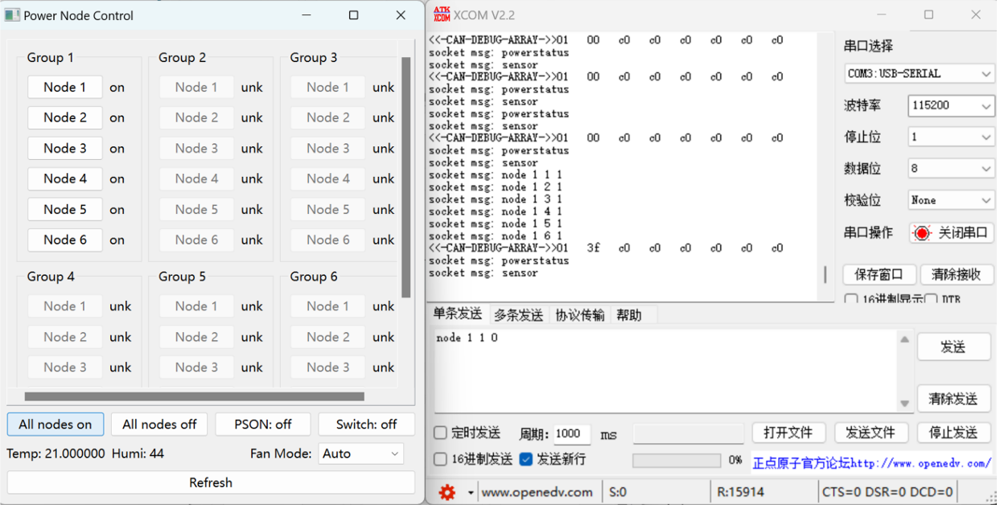 Power Node Control
Group 1 Group 2 Group 3
Node 1 on Node 1 unk Node 1 unk
Node 2 on Node 2 unk Node 2 unk
Node 3 on Node 3 unk Node 3 unk
Node 4 on Node 4 unk Node 4 unk
Node 5 on Node 5 unk Node 5 unk
Node 6 on Node 6 unk Node 6 unk
Group 4 Group 5 Group 6
Node 1 unk Node 1 unk Node 1 unk
Node 2 unk Node 2 unk Node 2 unk
Node 3 unk Node 3 unk Node 3 unk
All nodes on All nodes off PSON: off Switch: off
Temp: 21.000000 Humi: 44 Fan Mode: Auto
Refresh
ATK XCOM XCOM V2.2
<<-CAN-DEBUG-ARRAY->>01 00 c0 c0 c0 c0 c0 c0
socket msg: powerstatus
socket msg: sensor
<<-CAN-DEBUG-ARRAY->>01 00 c0 c0 c0 c0 c0 c0
socket msg: powerstatus
socket msg: sensor
socket msg: powerstatus
socket msg: sensor
<<-CAN-DEBUG-ARRAY->>01 00 c0 c0 c0 c0 c0 c0
socket msg: powerstatus
socket msg: sensor
socket msg: node 1 1 1
socket msg: node 1 2 1
socket msg: node 1 3 1
socket msg: node 1 4 1
socket msg: node 1 5 1
socket msg: node 1 6 1
<<-CAN-DEBUG-ARRAY->>01 3f c0 c0 c0 c0 c0 c0
socket msg: powerstatus
socket msg: sensor
串口选择
COM3:USB-SERIAL
波特率 115200
停止位 1
数据位 8
校验位 None
串口操作 关闭串口
保存窗口 清除接收
16进制显示 DTR
单条发送 多条发送 协议传输 帮助
node 1 1 0
发送
清除发送
定时发送 周期: 1000 ms 打开文件 发送文件 停止发送
16进制发送 发送新行 0% 正点原子官方论坛http://www.openedv.com/
www.openedv.com S:0 R:15914 CTS=0 DSR=0 DCD=0